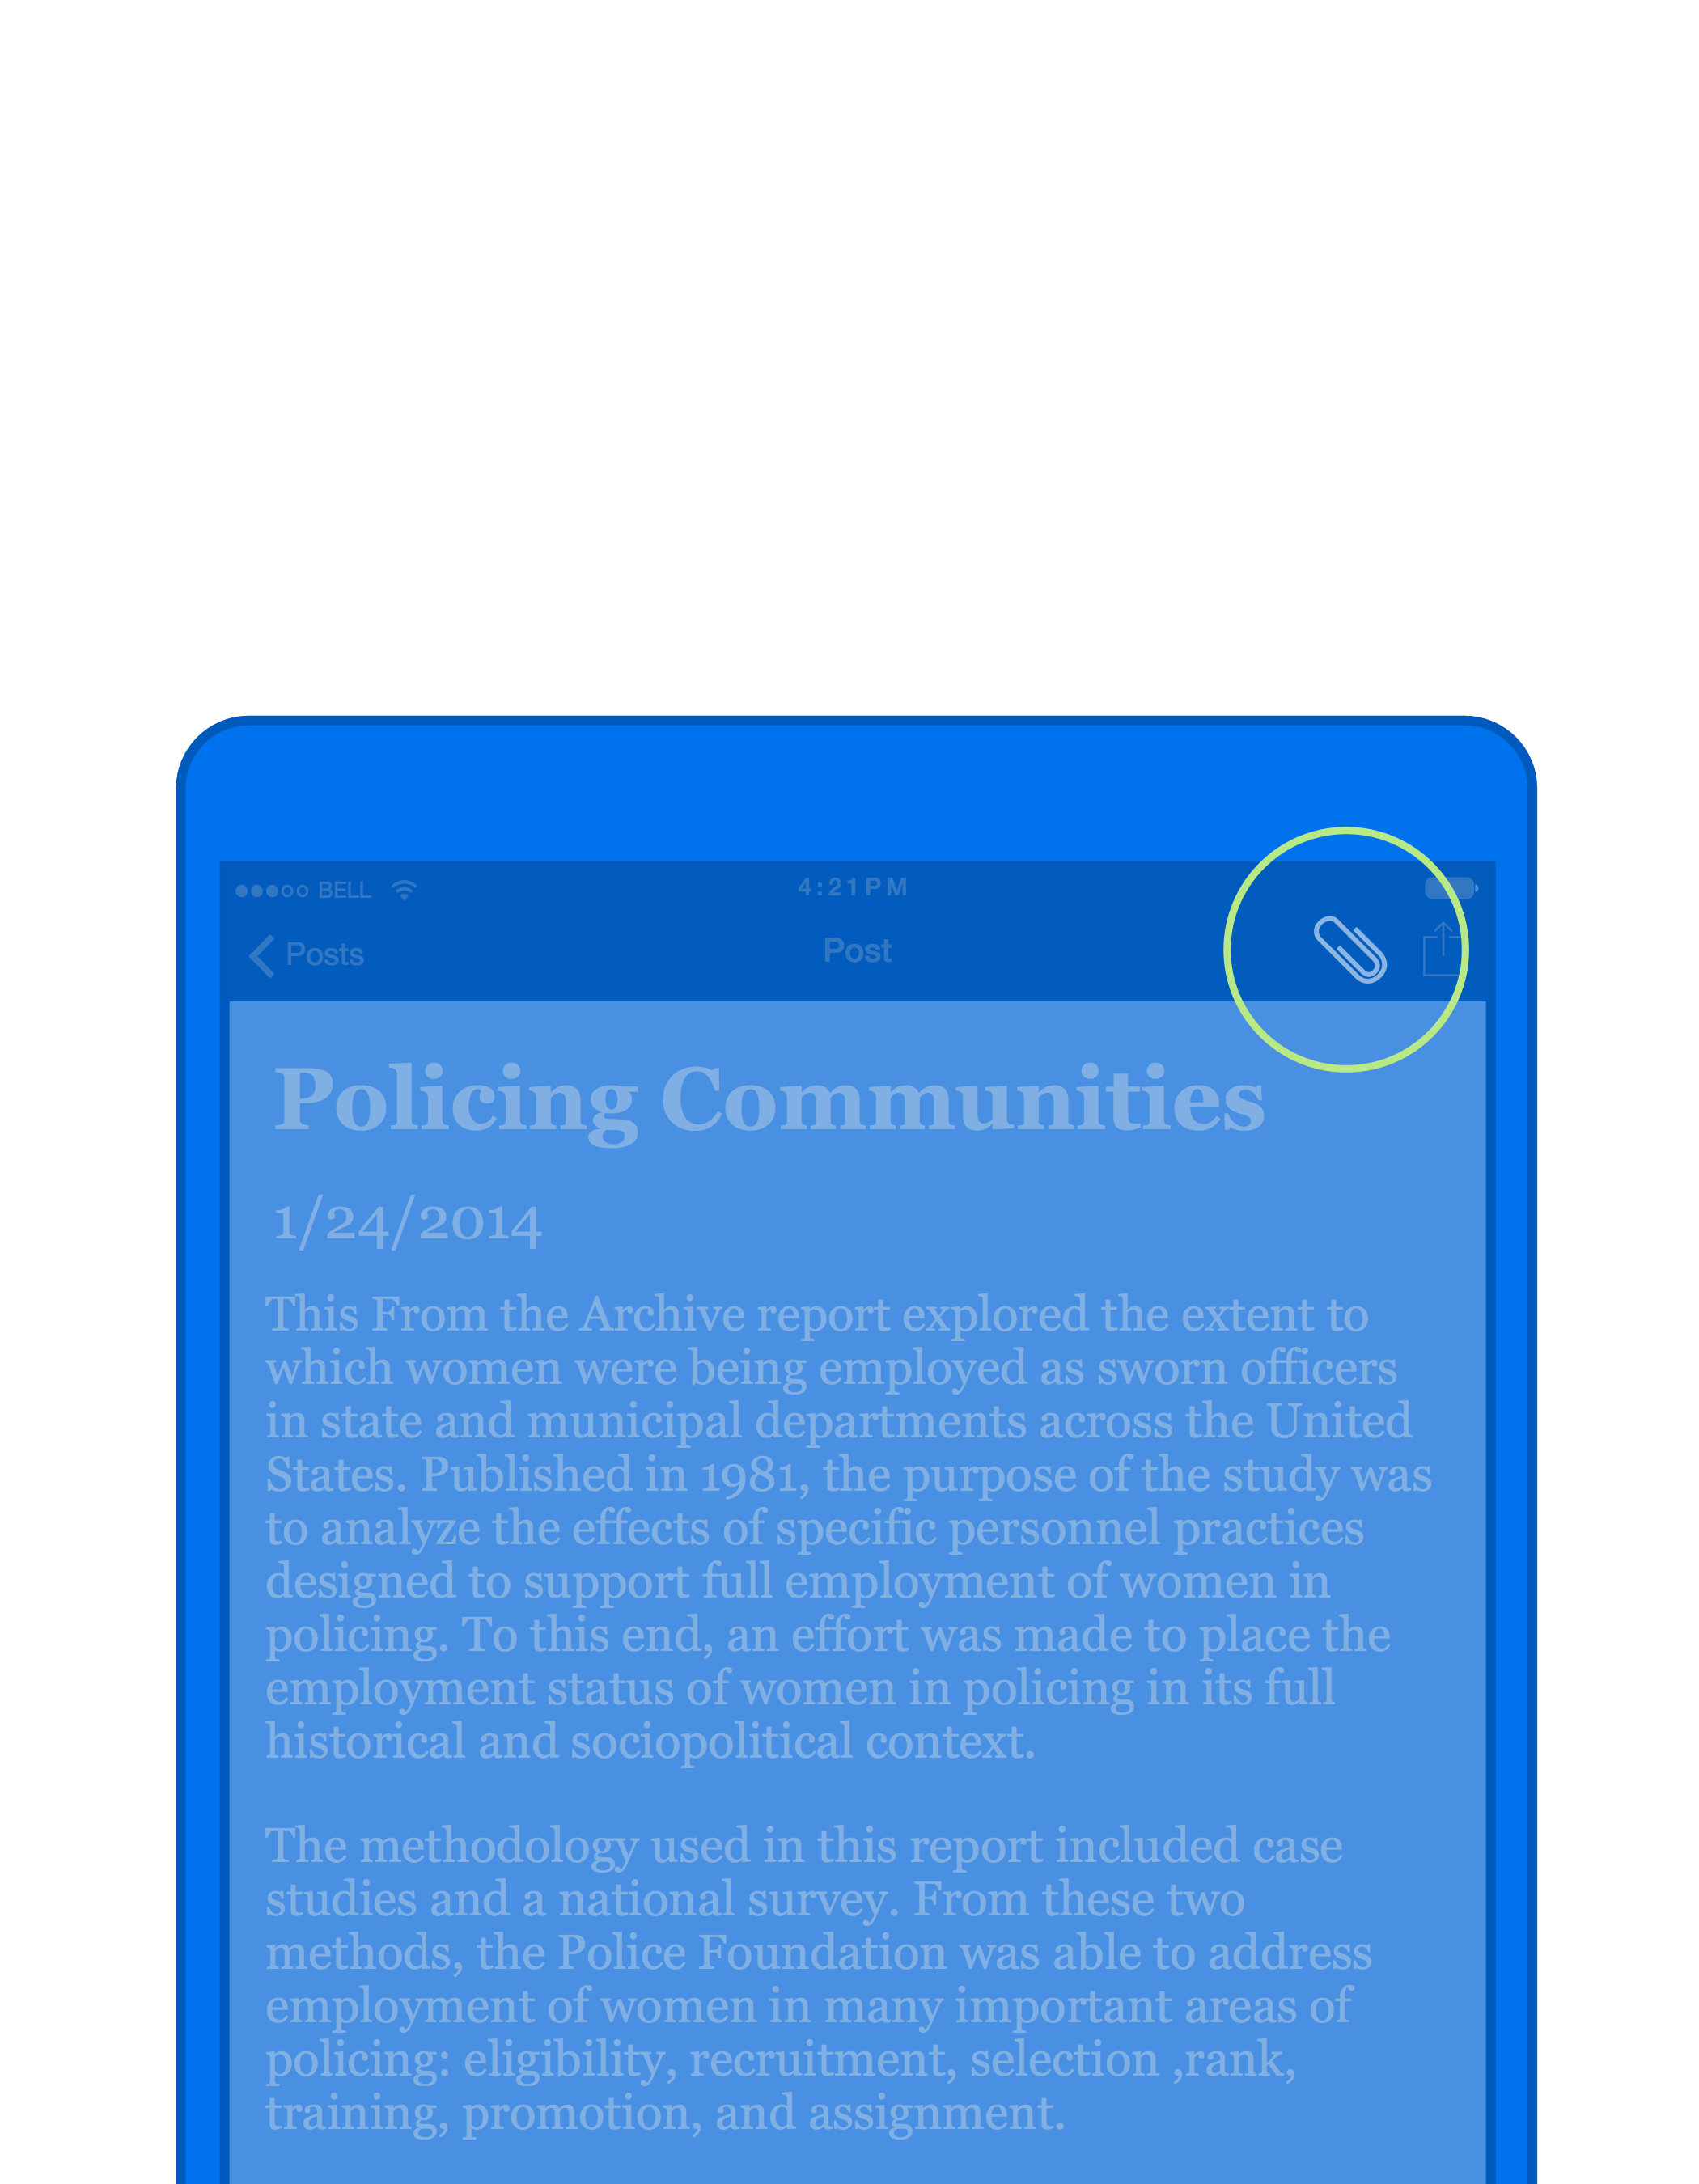 BELL 4:21PM
Posts Post
Policing Communities
1/24/2014
This From the Archive report explored the extent to
which women were being employed as sworn officers
in state and municipal departments across the United
States. Published in 1981, the purpose of the study was
to analyze the effects of specific personnel practices
designed to support full employment of women in
policing. To this end, an effort was made to place the
employment status of women in policing in its full
historical and sociopolitical context.
The methodology used in this report included case
studies and a national survey. From these two
methods, the Police Foundation was able to address
employment of women in many important areas of
policing: eligibility, recruitment, selection ,rank,
training, promotion, and assignment.